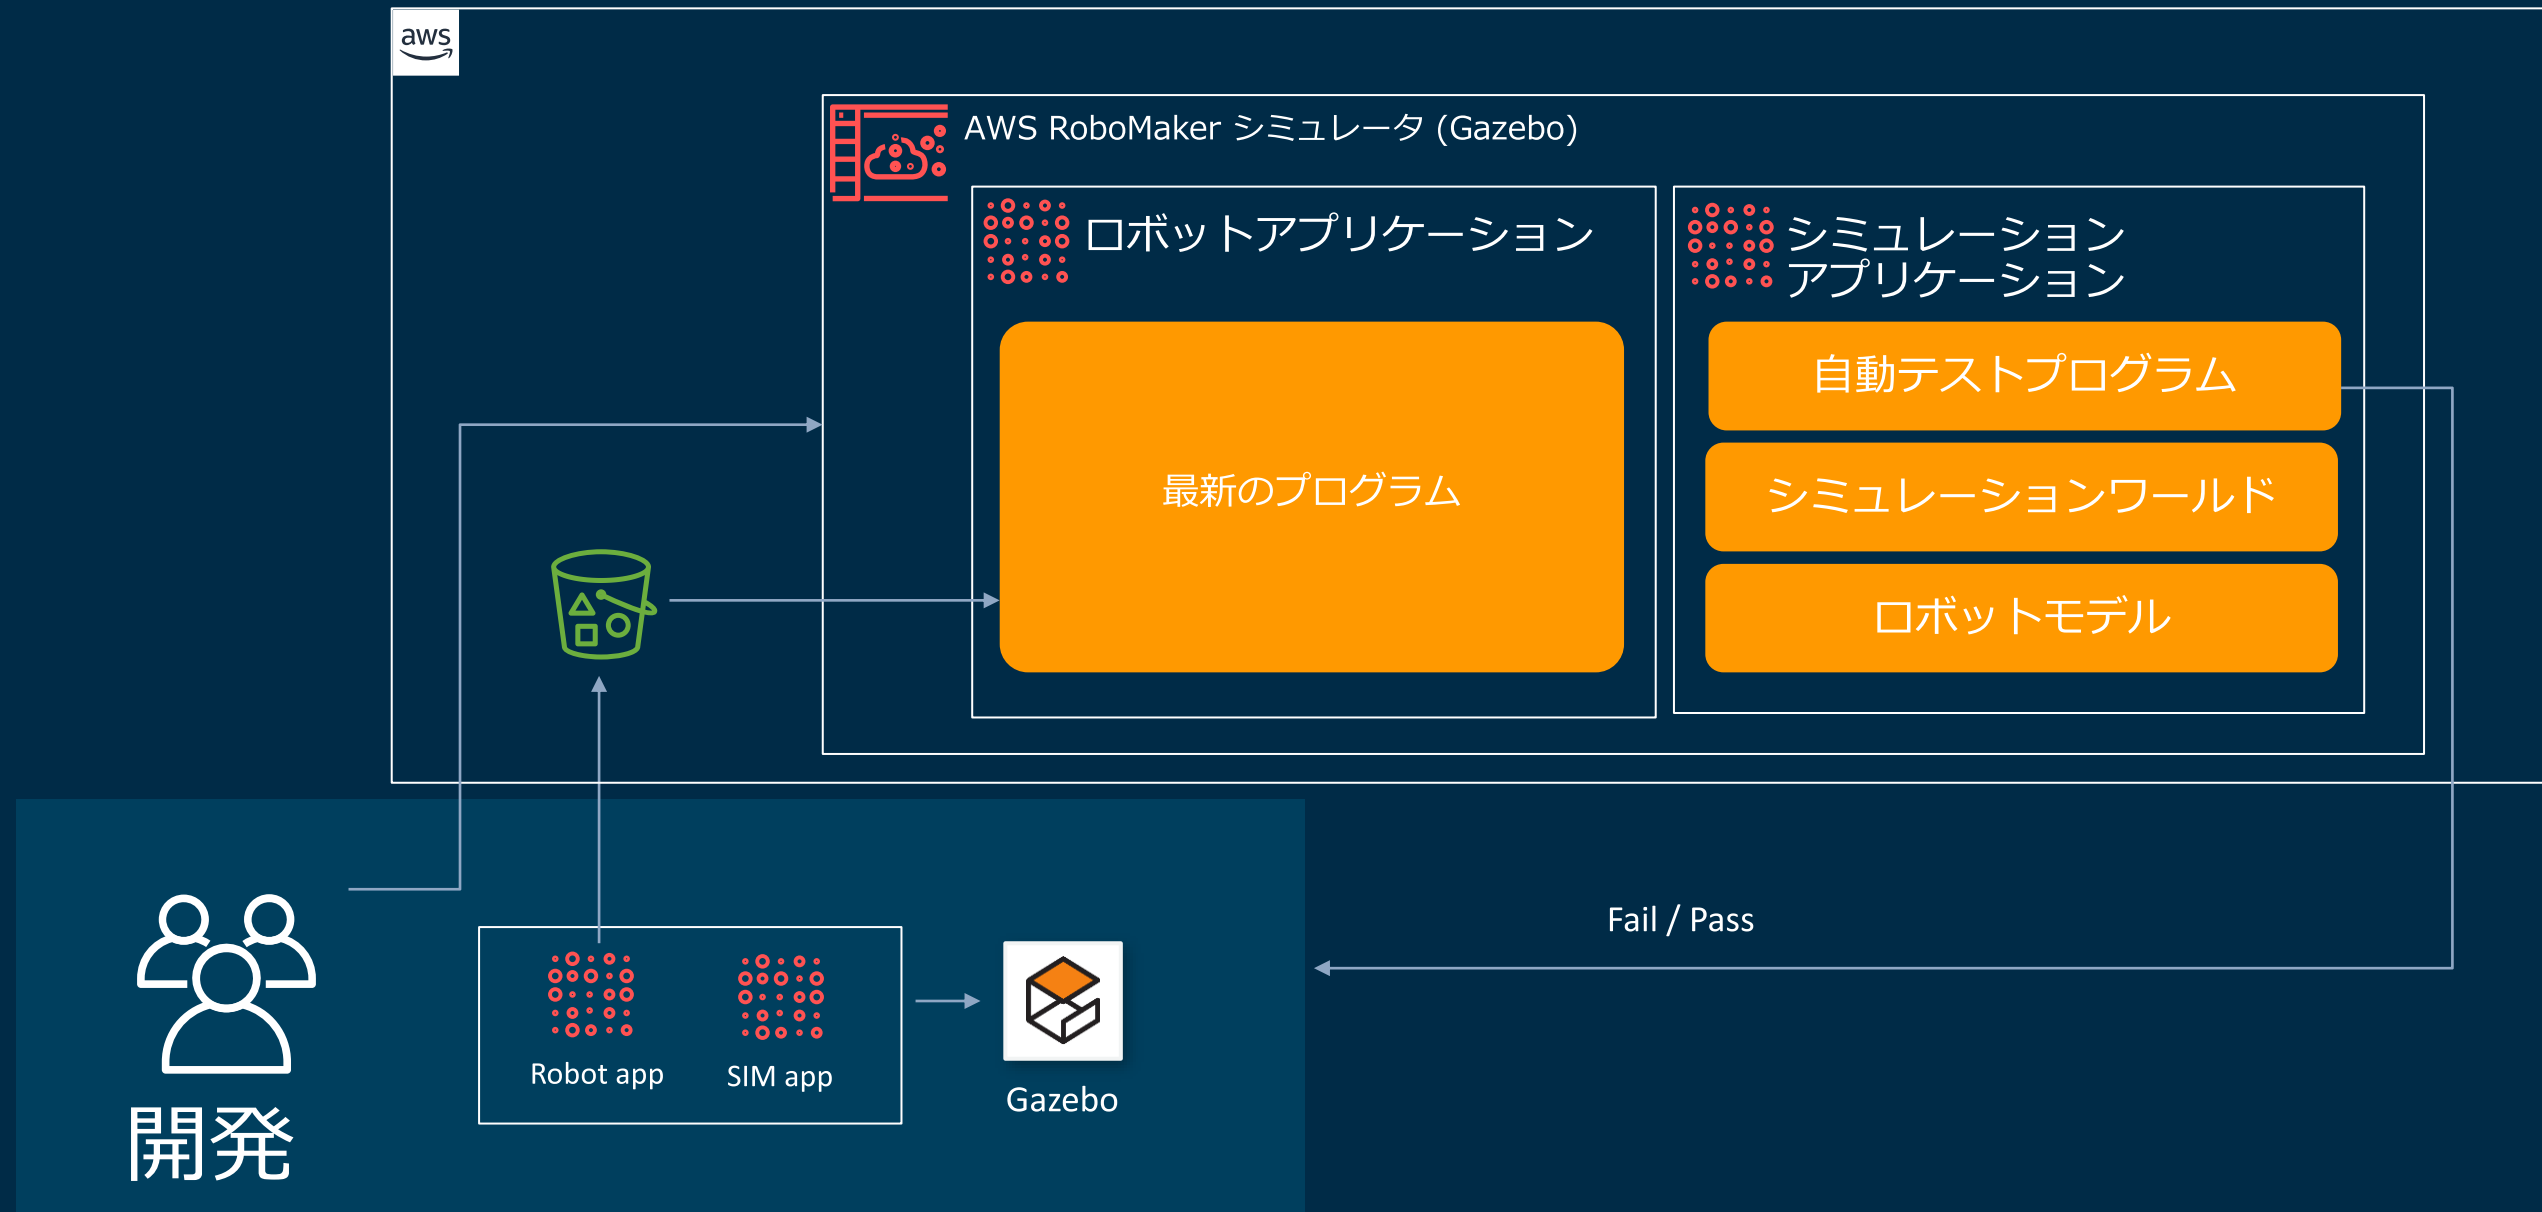 aws
AWS RoboMaker シミュレータ (Gazebo)
ロボットアプリケーション
シミュレーション
アプリケーション
自動テストプログラム
最新のプログラム
シミュレーションワールド
ロボットモデル
Fail / Pass
Robot app
SIM app
Gazebo
開発